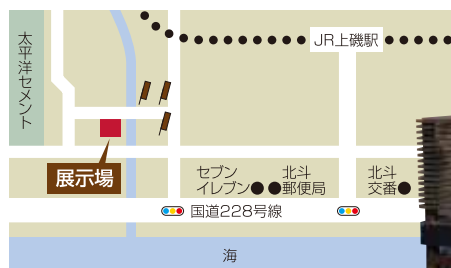 JR上磯駅
太平洋セメント
展示場
セブン
イレブン
北斗
郵便局
北斗
交番
国道228号線
海